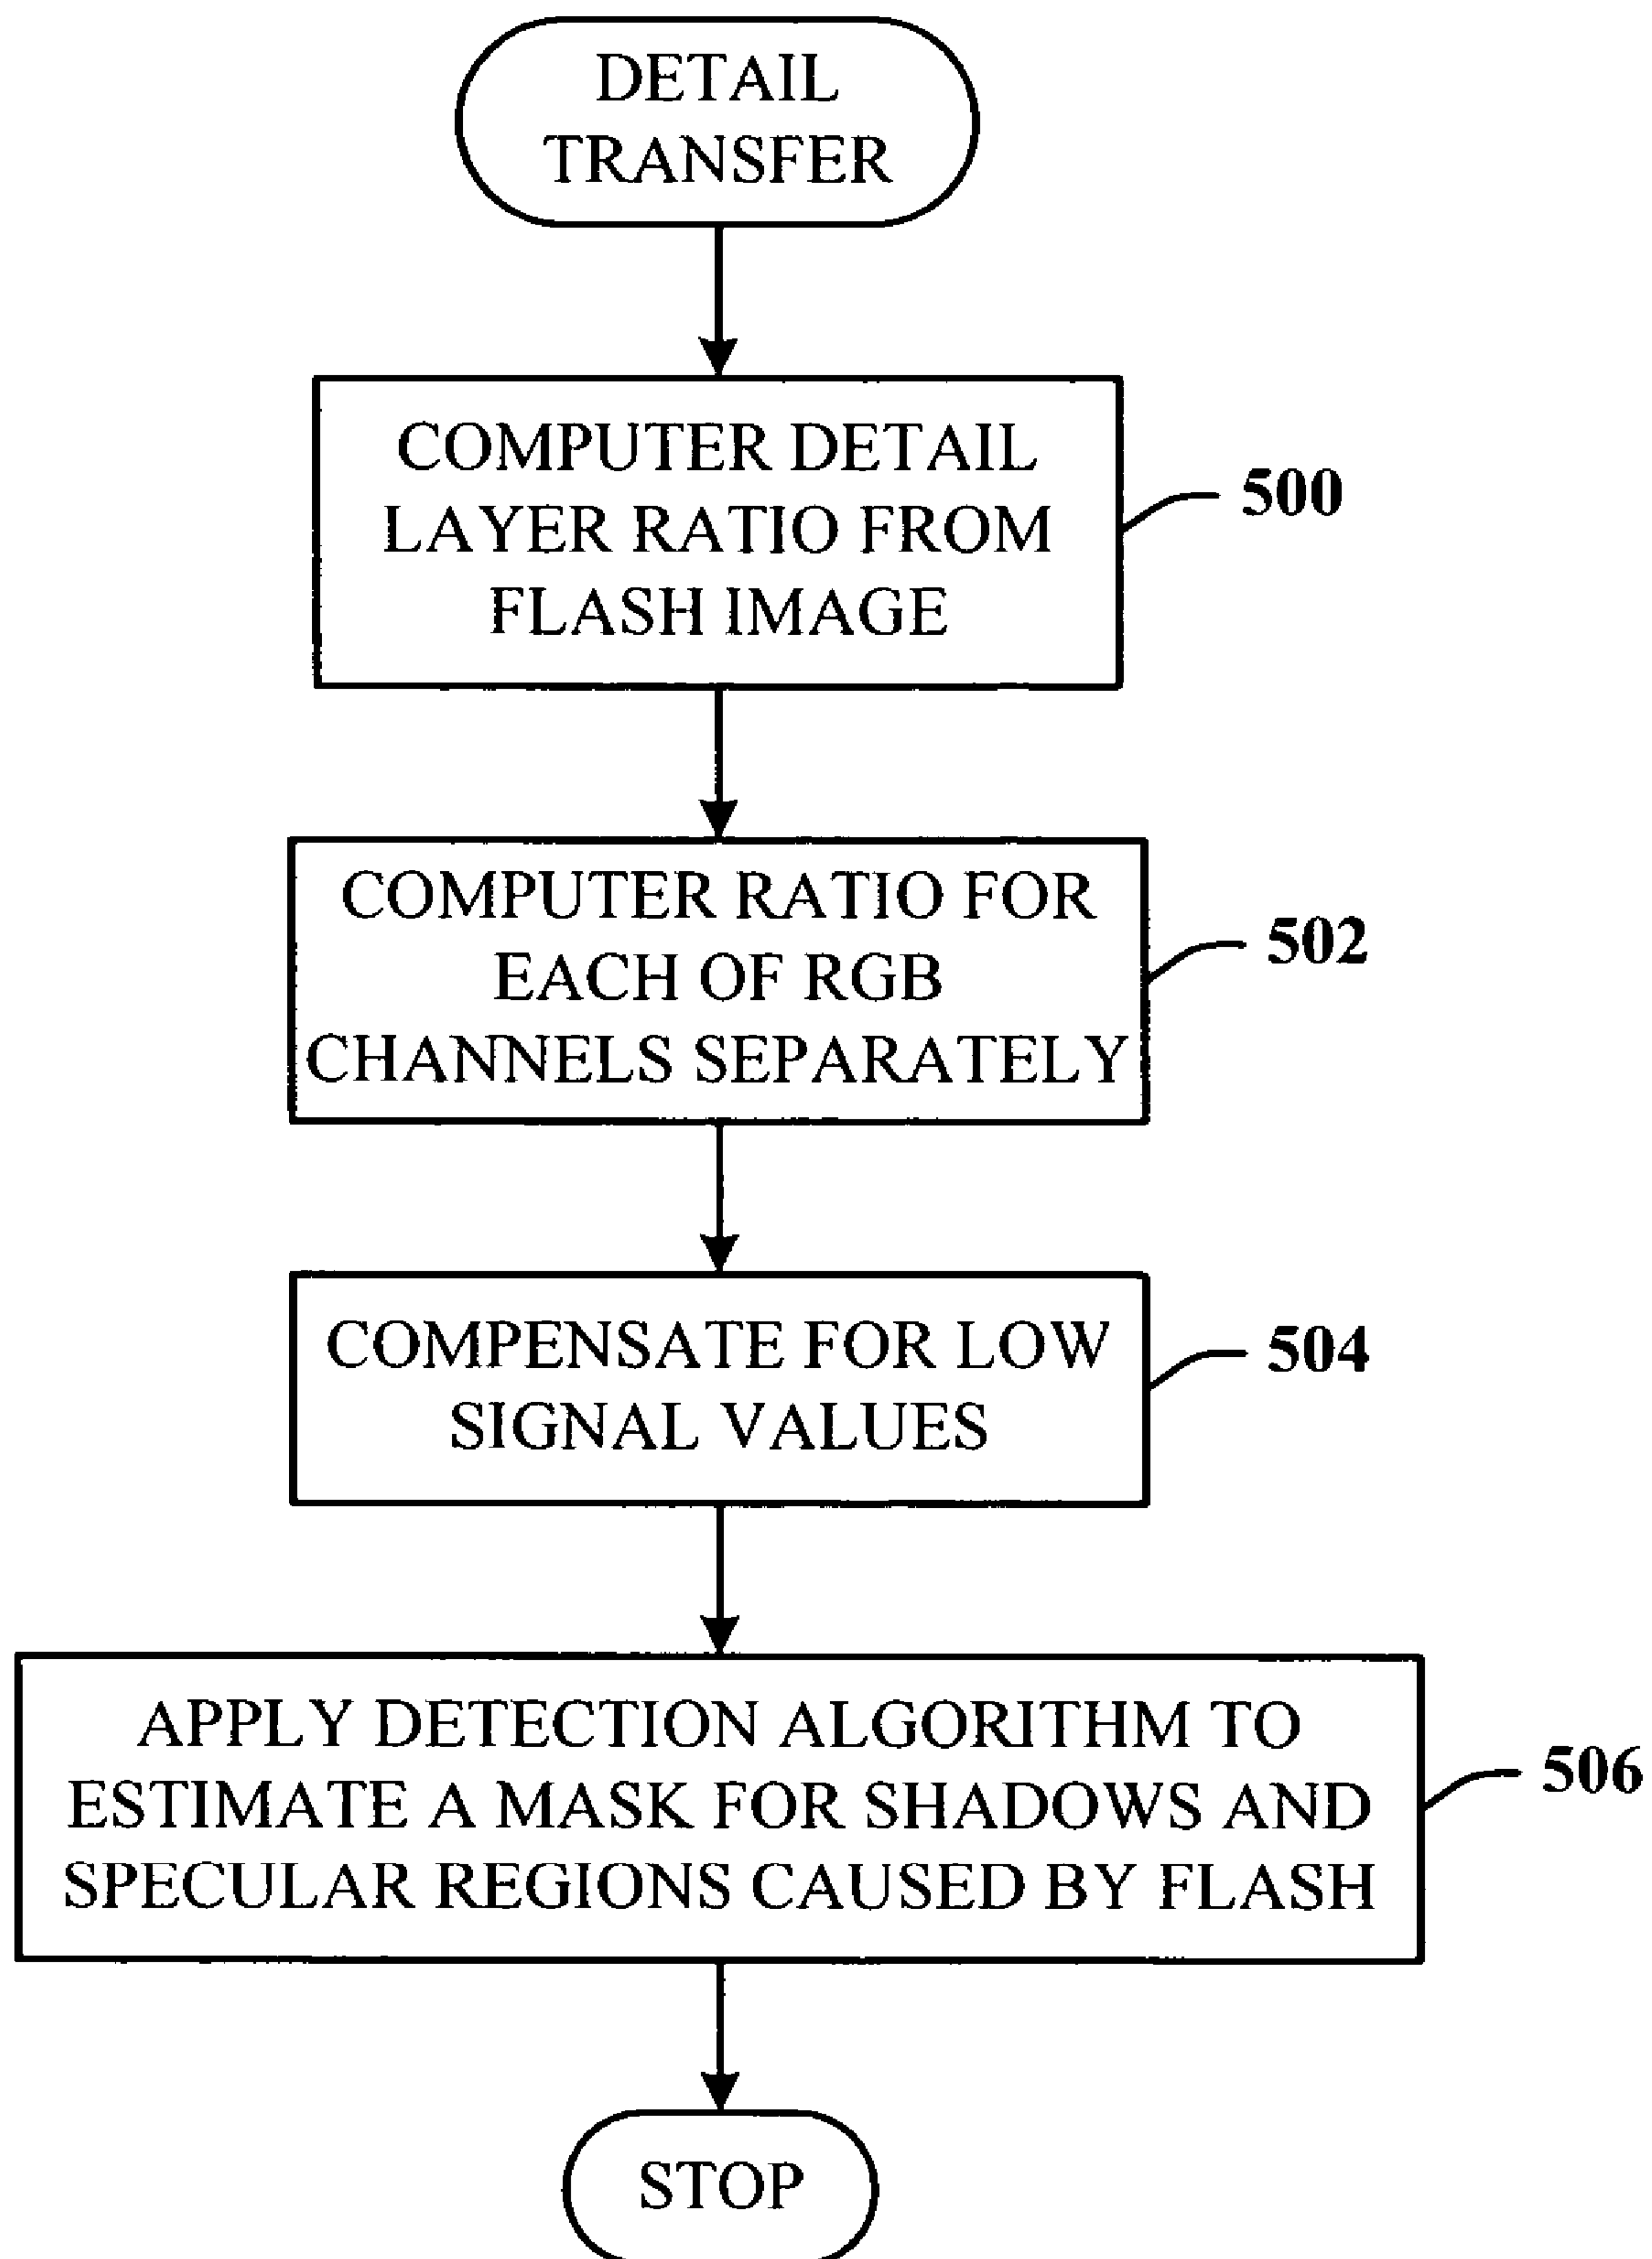 DETAIL
TRANSFER
COMPUTER DETAIL
LAYER RATIO FROM
FLASH IMAGE
500
COMPUTER RATIO FOR
EACH OF RGB
CHANNELS SEPARATELY
502
COMPENSATE FOR LOW
SIGNAL VALUES
504
APPLY DETECTION ALGORITHM TO
ESTIMATE A MASK FOR SHADOWS AND
SPECULAR REGIONS CAUSED BY FLASH
506
STOP